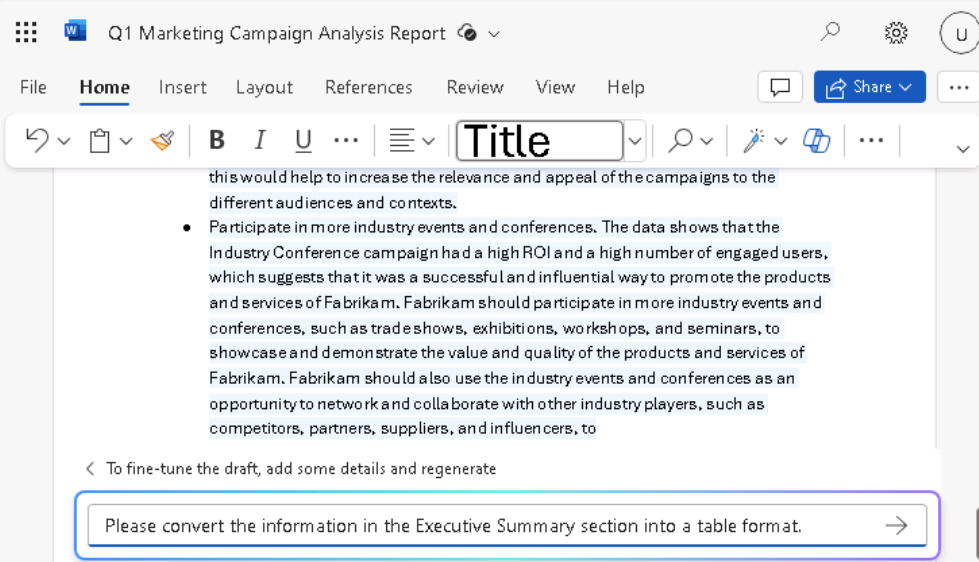 W Q1 Marketing Campaign Analysis Report U
File Home Insert Layout References Review View Help Share
B I U Title
this would help to increase the relevance and appeal of the campaigns to the
different audiences and contexts.
● Participate in more industry events and conferences. The data shows that the
Industry Conference campaign had a high ROI and a high number of engaged users,
which suggests that it was a successful and influential way to promote the products
and services of Fabrikam. Fabrikam should participate in more industry events and
conferences, such as trade shows, exhibitions, workshops, and seminars, to
showcase and demonstrate the value and quality of the products and services of
Fabrikam. Fabrikam should also use the industry events and conferences as an
opportunity to network and collaborate with other industry players, such as
competitors, partners, suppliers, and influencers, to
To fine-tune the draft, add some details and regenerate
Please convert the information in the Executive Summary section into a table format.